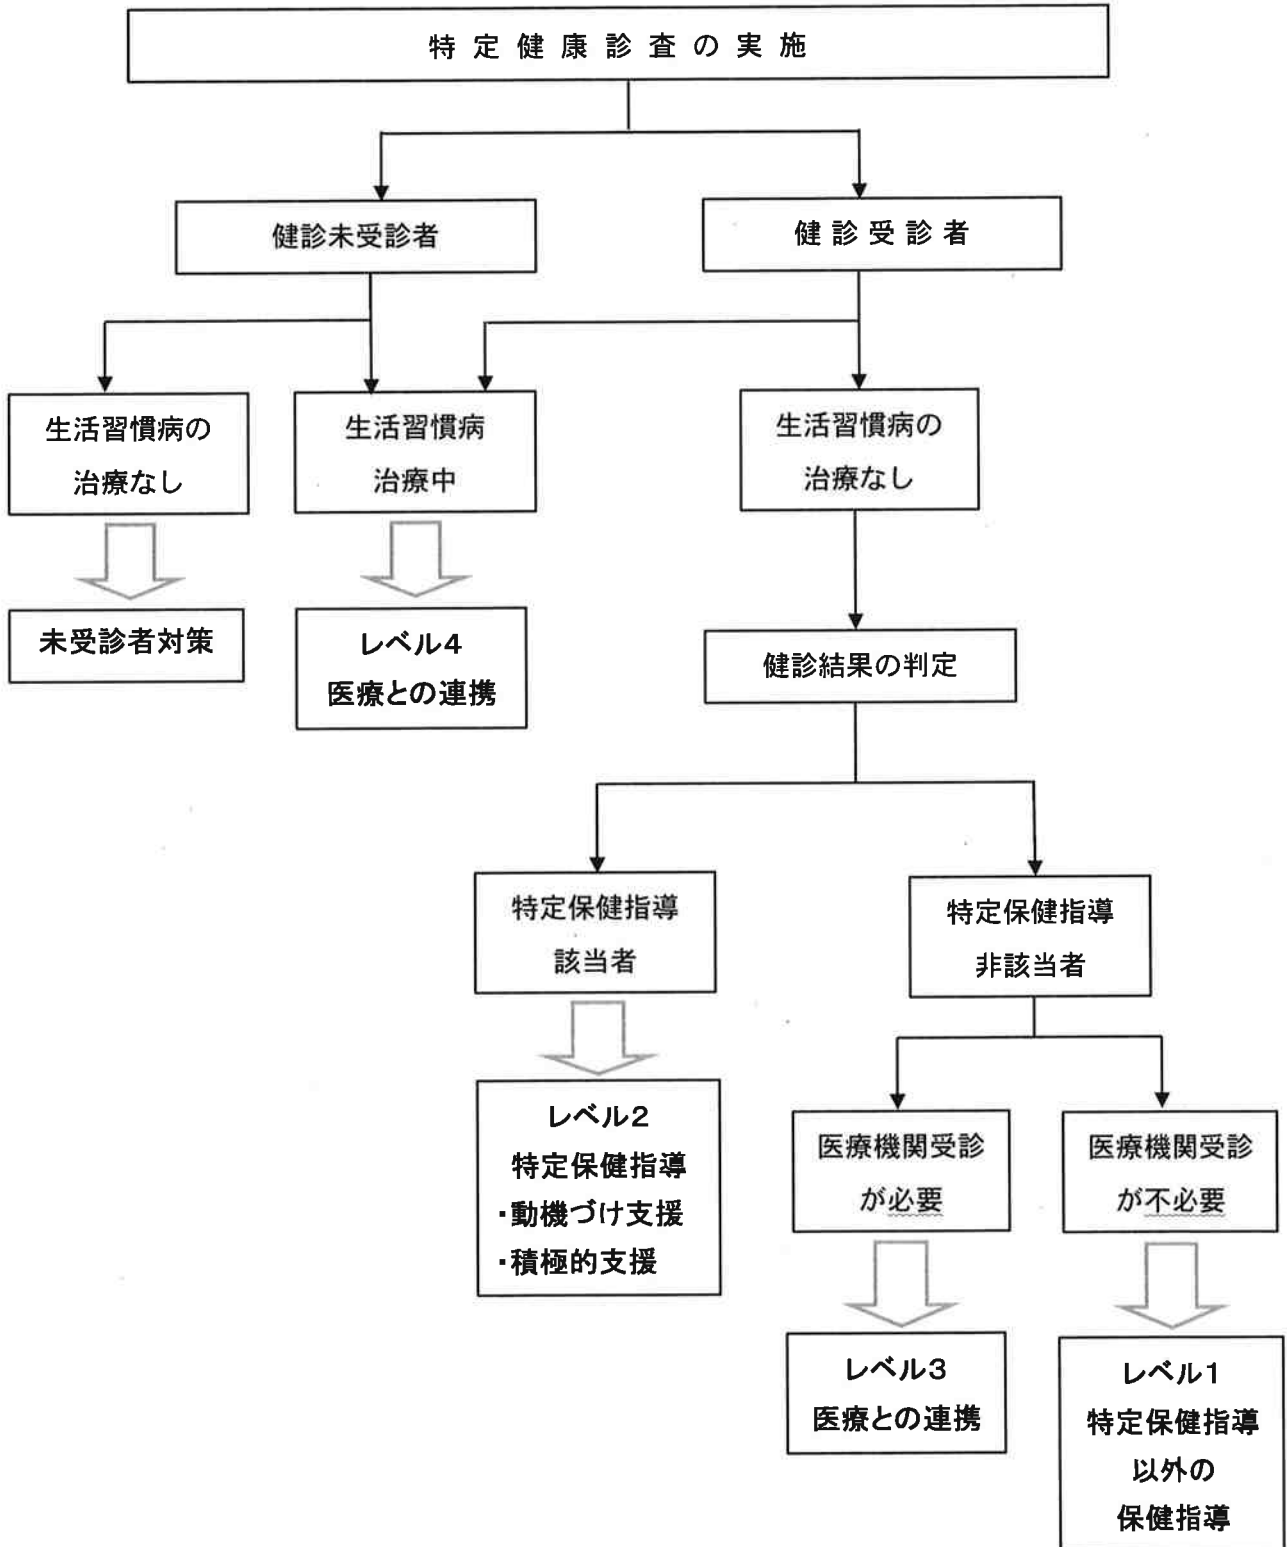 特定健康診査の実施
健診未受診者
健診受診者
生活習慣病の
治療なし
生活習慣病
治療中
生活習慣病の
治療なし
未受診者対策
レベル4
医療との連携
健診結果の判定
特定保健指導
該当者
特定保健指導
非該当者
レベル2
特定保健指導
・動機づけ支援
・積極的支援
医療機関受診
が必要
医療機関受診
が不必要
レベル3
医療との連携
レベル1
特定保健指導
以外の
保健指導